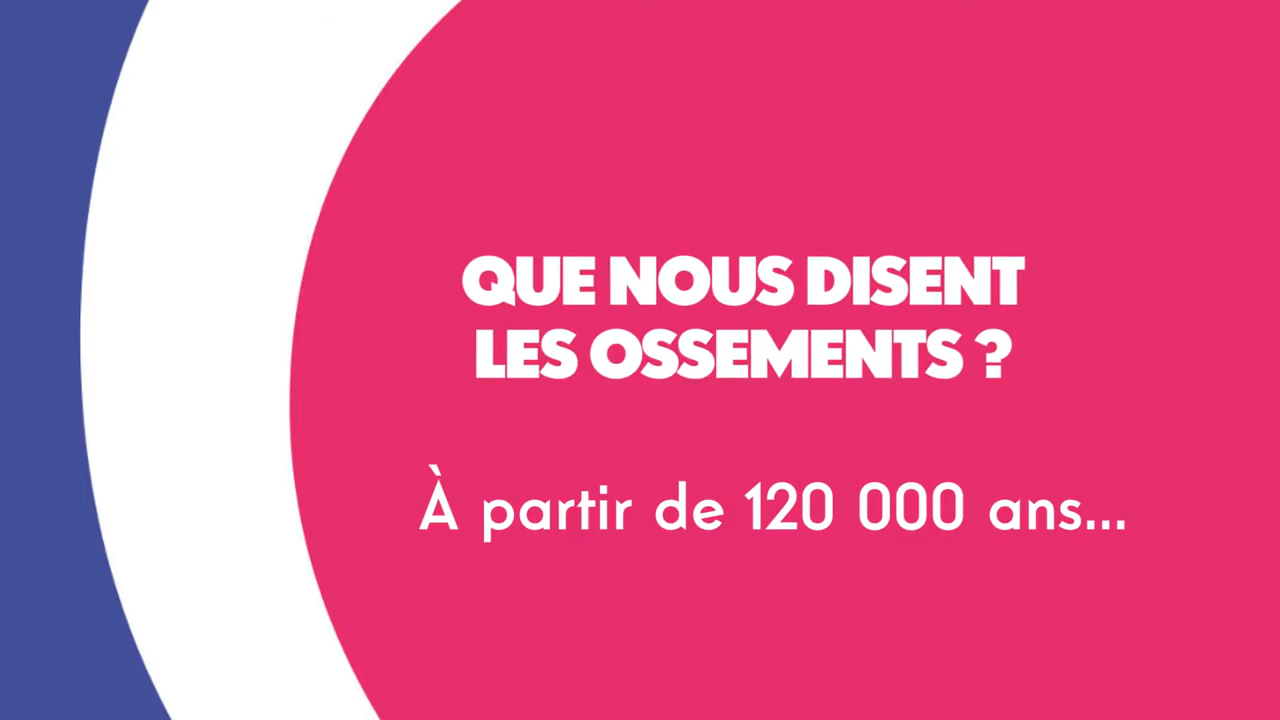 QUE NOUS DISENT
LES OSSEMENTS ?
À partir de 120 000 ans...